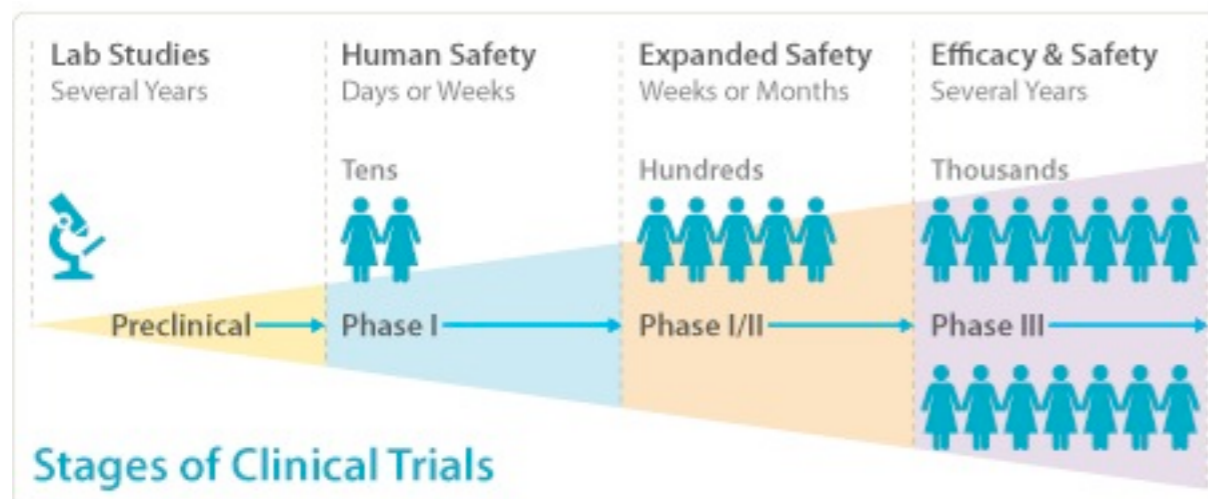 Lab Studies
Several Years
Human Safety
Days or Weeks
Expanded Safety
Weeks or Months
Efficacy & Safety
Several Years
Tens
Hundreds
Thousands
Preclinical
Phase I
Phase I/II
Phase III
Stages of Clinical Trials